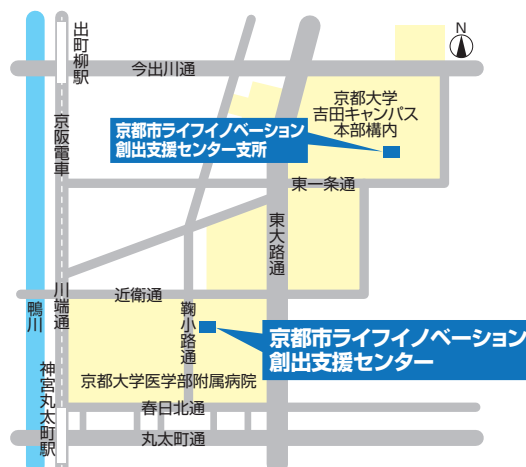 N
出町柳駅
今出川通
京都大学
吉田キャンパス
本部構内
京都市ライフイノベーション
創出支援センター支所
京阪電車
東一条通
東大路通
川端通
近衛通
鴨川
鞠小路通
京都市ライフイノベーション
創出支援センター
神宮丸太町駅
京都大学医学部附属病院
春日北通
丸太町通